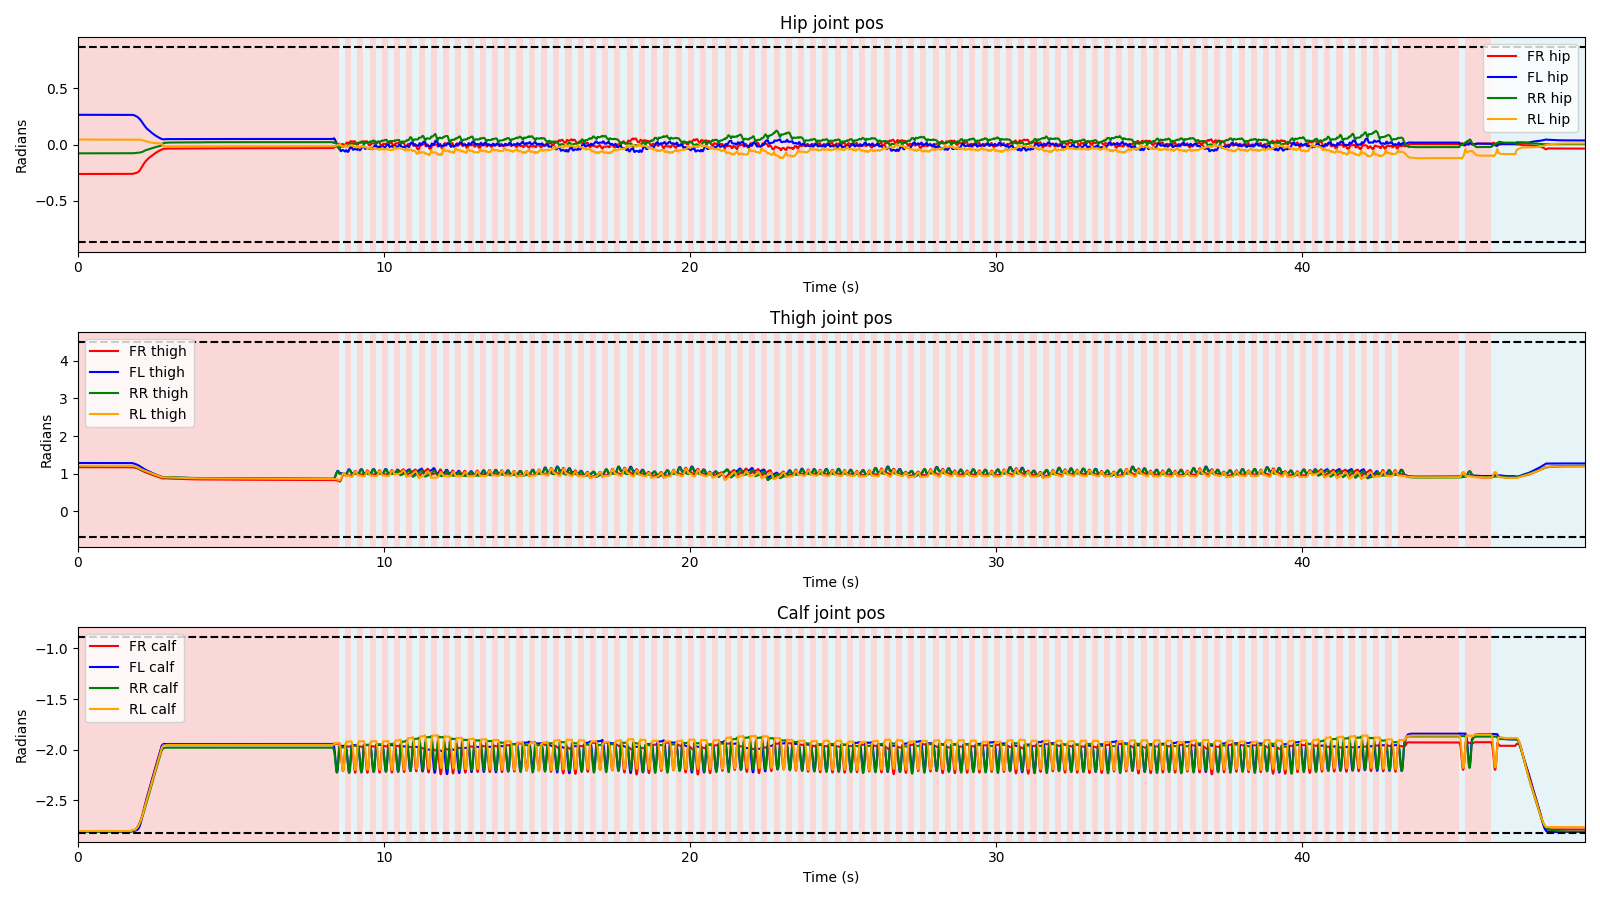 Hip joint pos
Radians
0.5
0.0
−0.5
FR hip
FL hip
RR hip
RL hip
0 10 20 30 40
Time (s)
Thigh joint pos
Radians
4
3
2
1
0
FR thigh
FL thigh
RR thigh
RL thigh
0 10 20 30 40
Time (s)
Calf joint pos
Radians
−1.0
−1.5
−2.0
−2.5
FR calf
FL calf
RR calf
RL calf
0 10 20 30 40
Time (s)